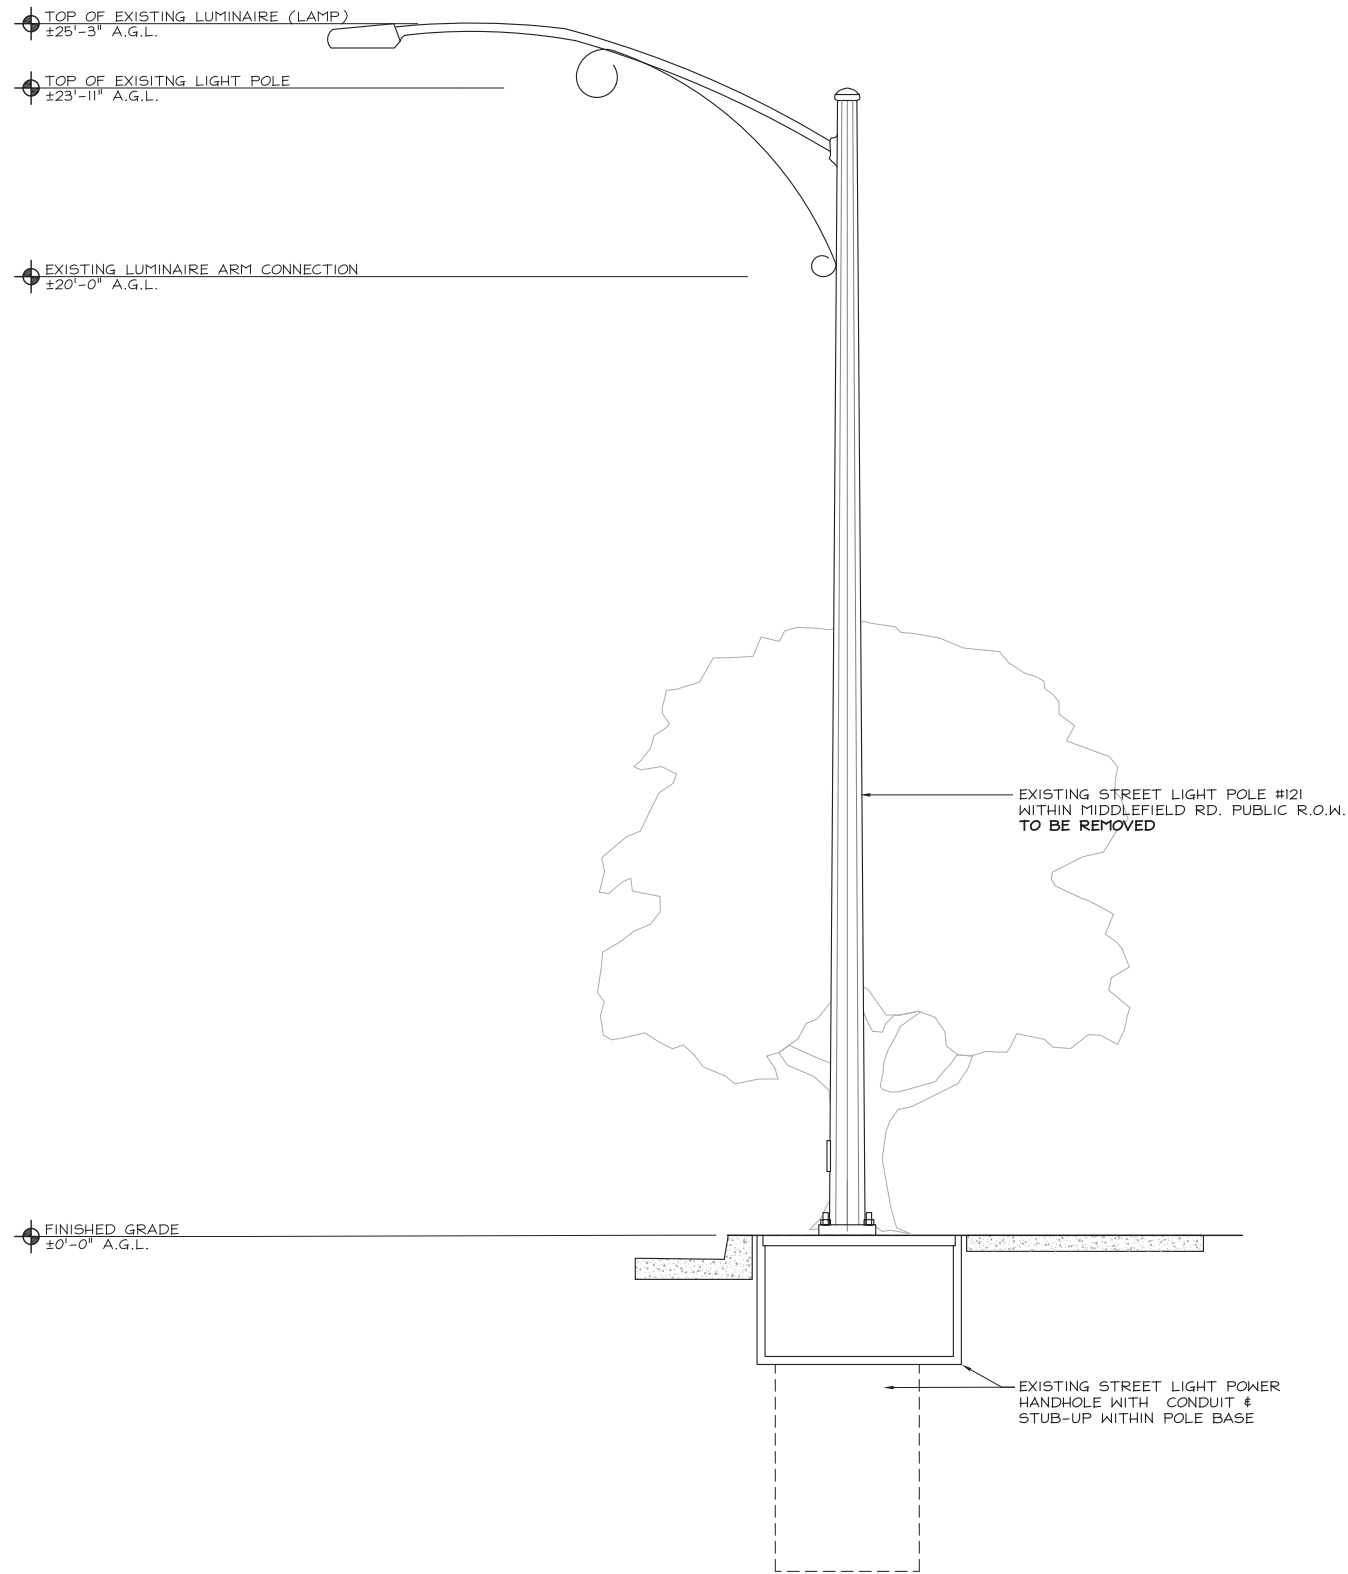 TOP OF EXISTING LUMINAIRE (LAMP)
±25'-3" A.G.L.
TOP OF EXISITNG LIGHT POLE
±23'-11" A.G.L.
EXISTING LUMINAIRE ARM CONNECTION
±20'-0" A.G.L.
EXISTING STREET LIGHT POLE #121
WITHIN MIDDLEFIELD RD. PUBLIC R.O.W.
TO BE REMOVED
FINISHED GRADE
±0'-0" A.G.L.
EXISTING STREET LIGHT POWER
HANDHOLE WITH CONDUIT &
STUB-UP WITHIN POLE BASE